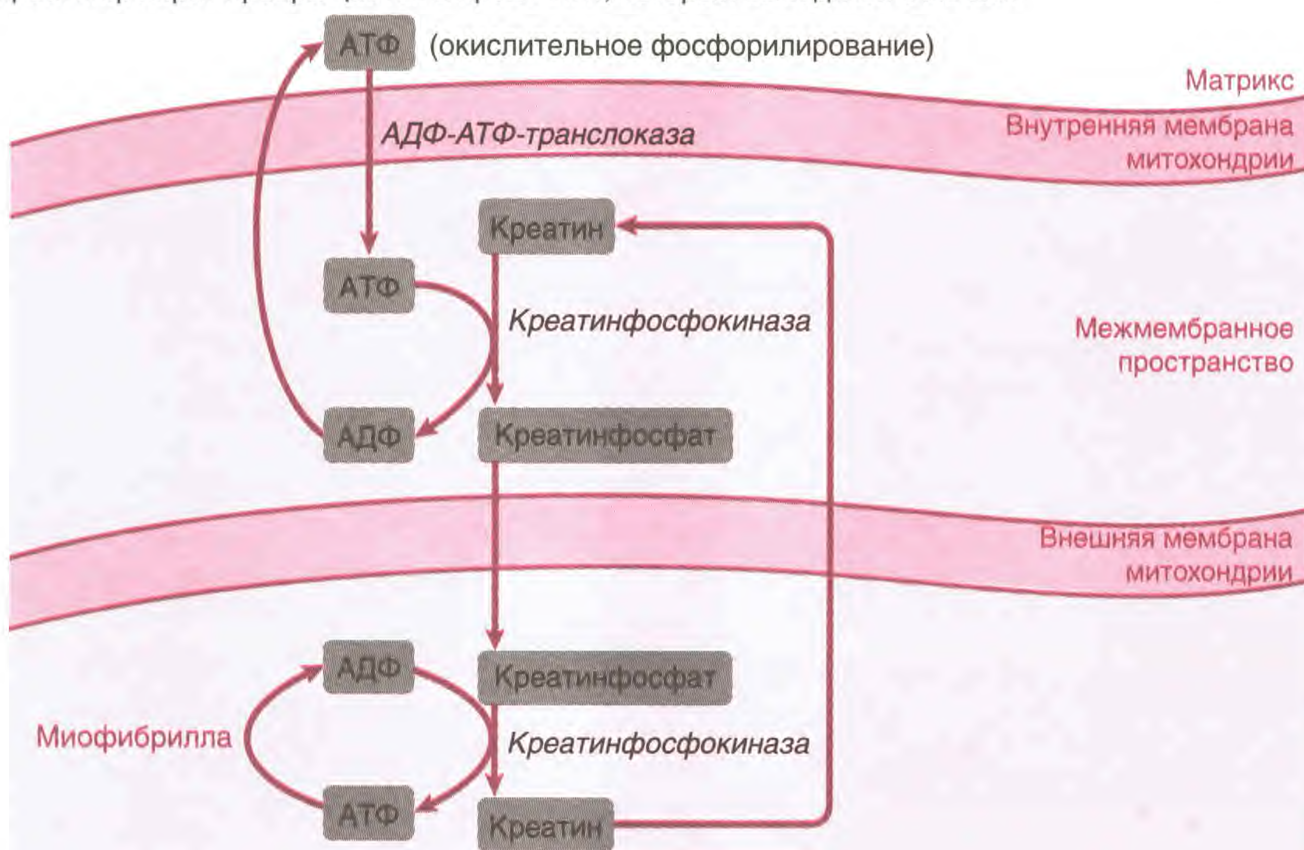 АТФ (окислительное фосфорилирование)
Матрикс
Внутренняя мембрана
митохондрии
АДФ-АТФ-транслоказа
Креатин
АТФ
Креатинфосфокиназа
Межмембранное
пространство
АДФ
Креатинфосфат
Внешняя мембрана
митохондрии
АДФ
Креатинфосфат
Миофибрилла
Креатинфосфокиназа
АТФ
Креатин